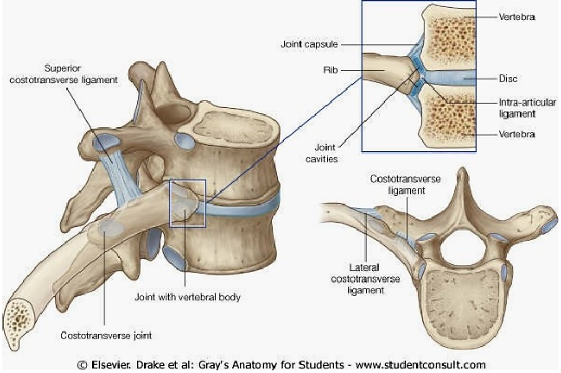 Superior
costotransverse ligament
Joint with vertebral body
Costotransverse joint
Joint capsule
Rib
Joint
cavities
Vertebra
Disc
Intra-articular
ligament
Vertebra
Costotransverse
ligament
Lateral
costotransverse
ligament
© Elsevier. Drake et al: Gray's Anatomy for Students - www.studentconsult.com